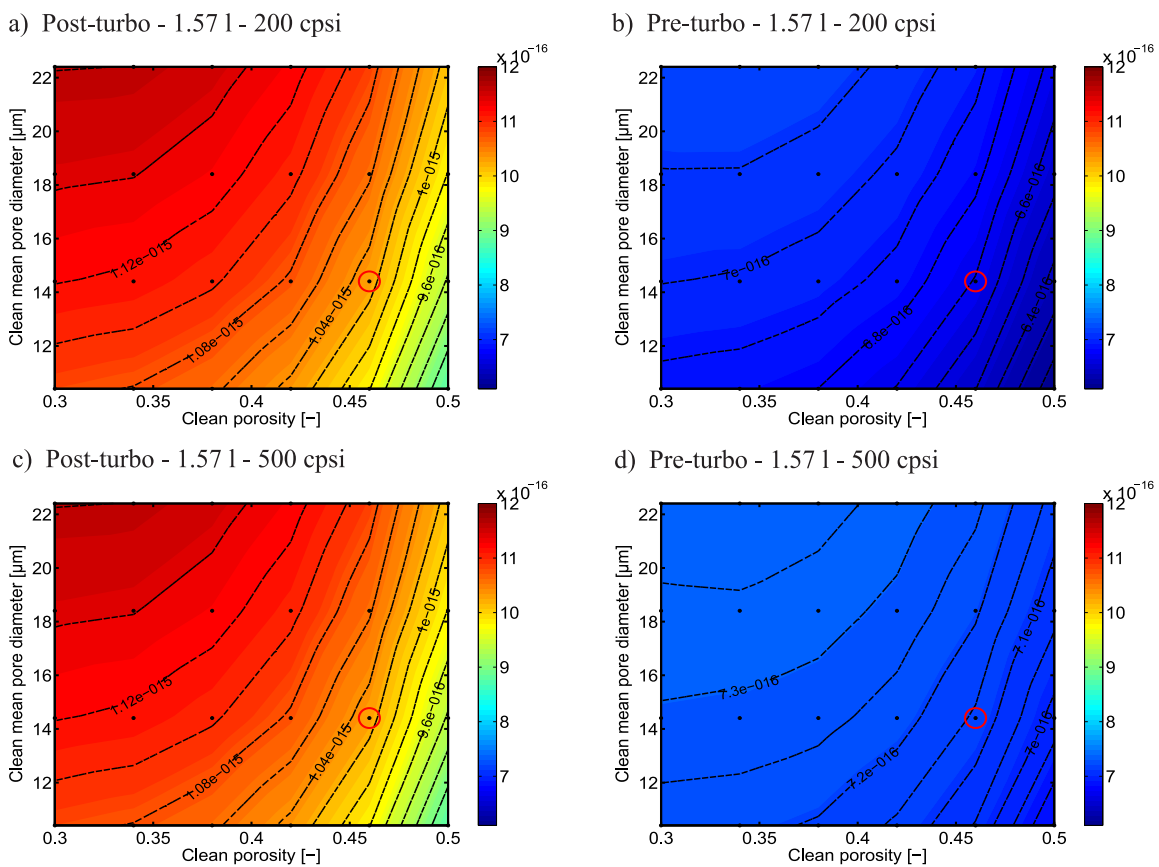 a) Post-turbo - 1.57 l - 200 cpsi
x 10^-16
22
20
18
16
14
12
0.3 0.35 0.4 0.45 0.5
Clean mean pore diameter [µm]
Clean porosity [−]
1.12e−015
1.08e−015
1.04e−015
1e−015
9.6e−016
12
11
10
9
8
7
b) Pre-turbo - 1.57 l - 200 cpsi
x 10^-16
22
20
18
16
14
12
0.3 0.35 0.4 0.45 0.5
Clean mean pore diameter [µm]
Clean porosity [−]
7e−016
6.8e−016
6.6e−016
6.4e−016
12
11
10
9
8
7
c) Post-turbo - 1.57 l - 500 cpsi
x 10^-16
22
20
18
16
14
12
0.3 0.35 0.4 0.45 0.5
Clean mean pore diameter [µm]
Clean porosity [−]
1.12e−015
1.08e−015
1.04e−015
1e−015
9.6e−016
12
11
10
9
8
7
d) Pre-turbo - 1.57 l - 500 cpsi
x 10^-16
22
20
18
16
14
12
0.3 0.35 0.4 0.45 0.5
Clean mean pore diameter [µm]
Clean porosity [−]
7.3e−016
7.2e−016
7.1e−016
7e−016
12
11
10
9
8
7